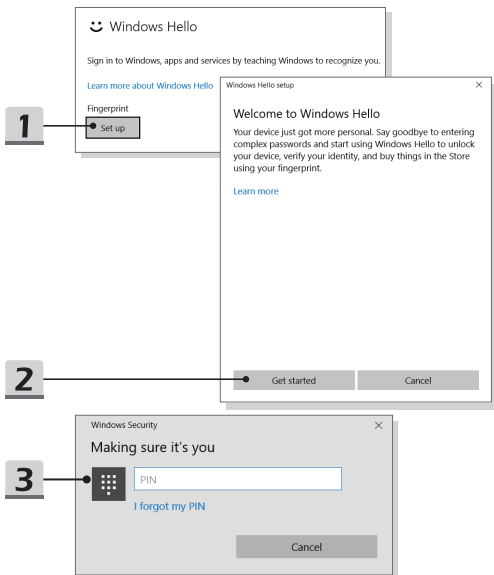 Windows Hello
Sign in to Windows, apps and services by teaching Windows to recognize you.
Learn more about Windows Hello
Fingerprint
1
Set up
Windows Hello setup
Welcome to Windows Hello
Your device just got more personal. Say goodbye to entering
complex passwords and start using Windows Hello to unlock
your device, verify your identity, and buy things in the Store
using your fingerprint.
Learn more
2
Get started
Cancel
Windows Security
Making sure it's you
3
PIN
I forgot my PIN
Cancel